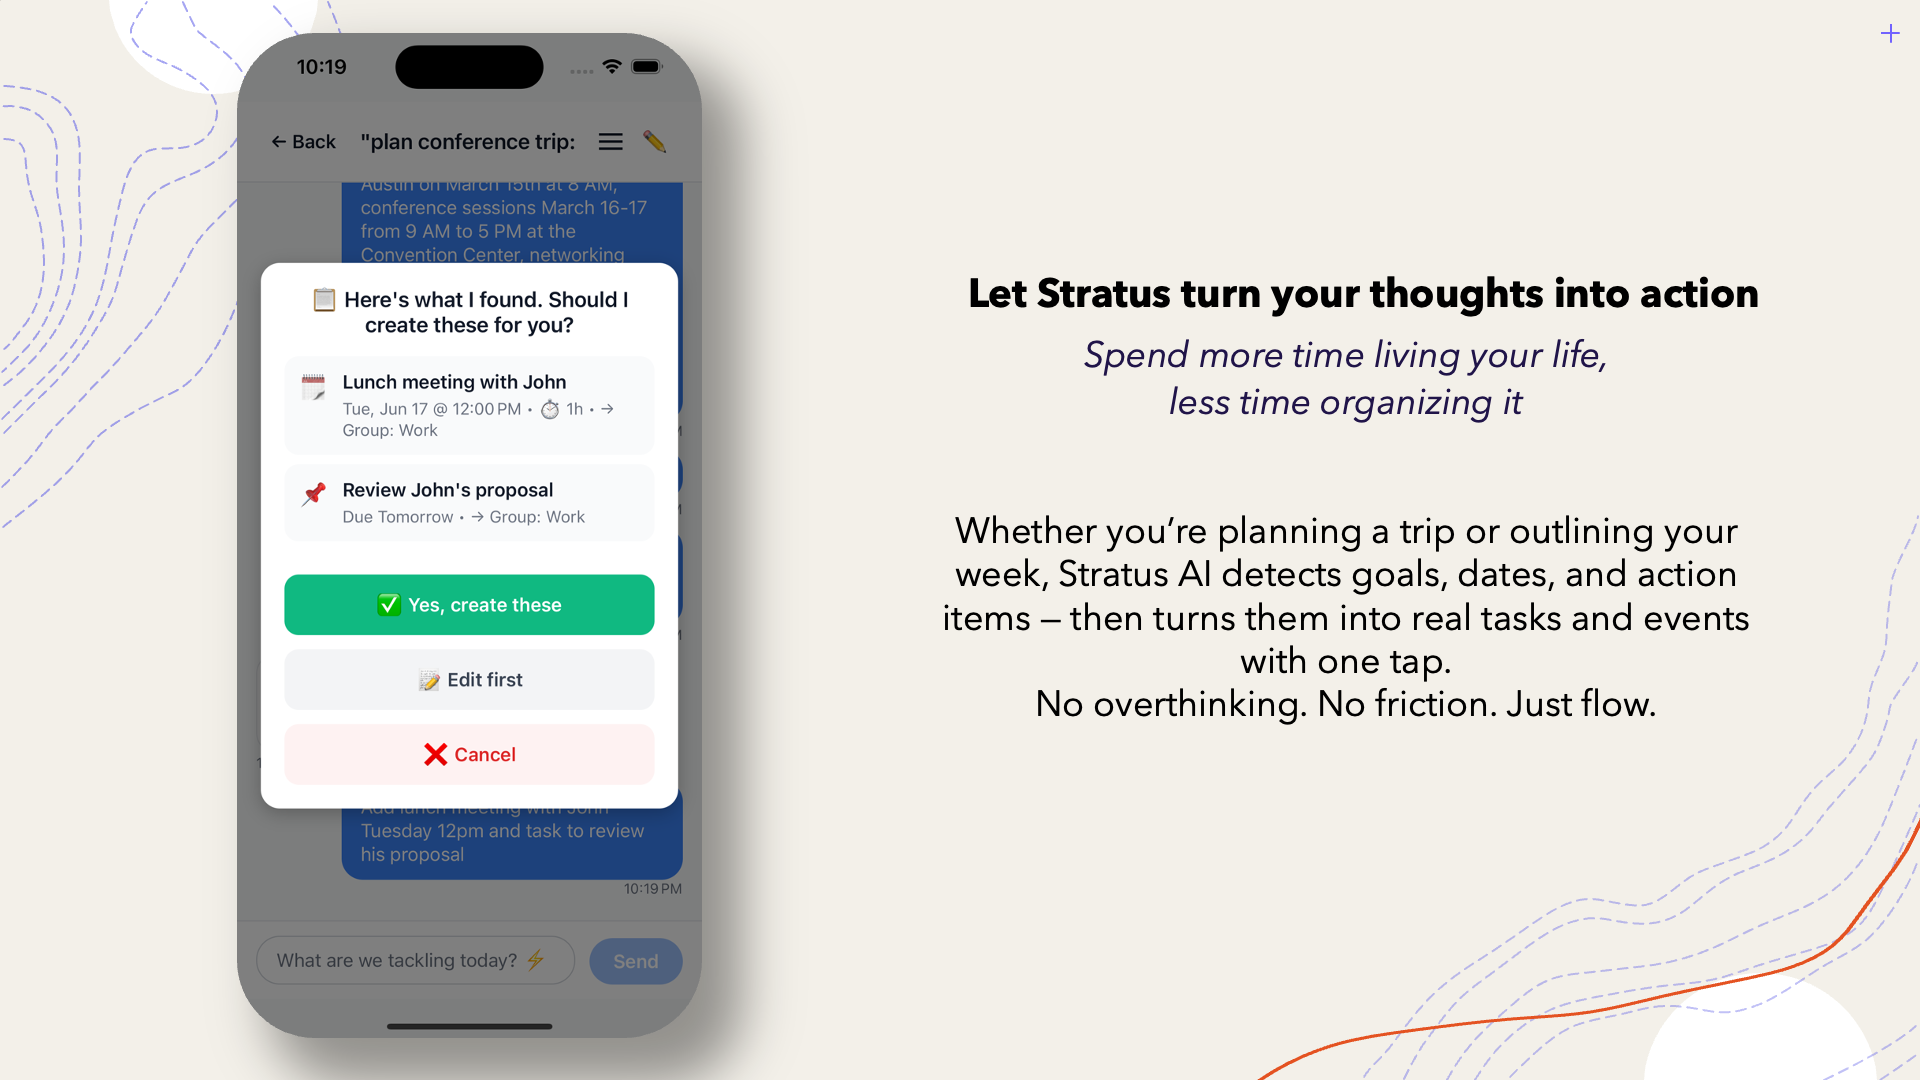 10:19
← Back "plan conference trip:
Austin on March 15th at 8 AM,
conference sessions March 16-17
from 9 AM to 5 PM at the
Convention Center, networking
Here's what I found. Should I
create these for you?
Lunch meeting with John
Tue, Jun 17 @ 12:00 PM • ⏱ 1h • →
Group: Work
Review John's proposal
Due Tomorrow • → Group: Work
Yes, create these
Edit first
Cancel
Add lunch meeting with John
Tuesday 12pm and task to review
his proposal
10:19 PM
What are we tackling today? ⚡
Send
Let Stratus turn your thoughts into action
Spend more time living your life,
less time organizing it
Whether you’re planning a trip or outlining your
week, Stratus AI detects goals, dates, and action
items – then turns them into real tasks and events
with one tap.
No overthinking. No friction. Just flow.